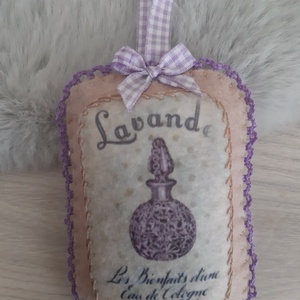 Lavande
Les Bienfaits d'une
Eau de Cologne